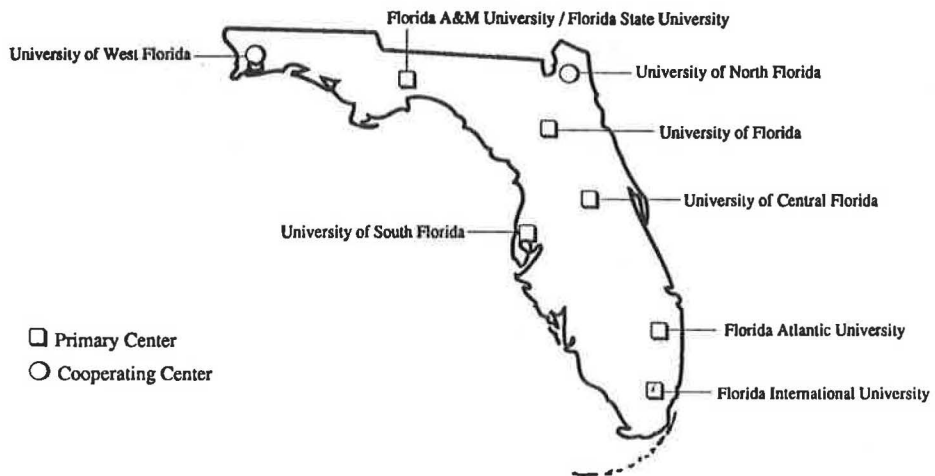 Florida A&M University / Florida State University
University of West Florida
University of North Florida
University of Florida
University of Central Florida
University of South Florida
Florida Atlantic University
Primary Center
Cooperating Center
Florida International University